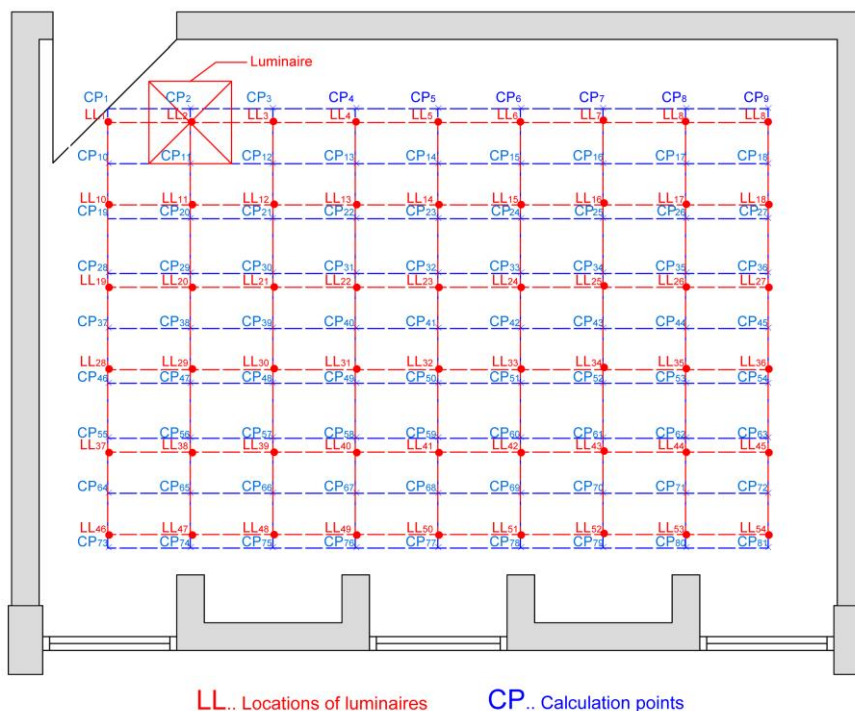 Luminaire
CP1 CP2 CP3 CP4 CP5 CP6 CP7 CP8 CP9
LL1 LL2 LL3 LL4 LL5 LL6 LL7 LL8 LL8
CP10 CP11 CP12 CP13 CP14 CP15 CP16 CP17 CP18
LL10 LL11 LL12 LL13 LL14 LL15 LL16 LL17 LL18
CP19 CP20 CP21 CP22 CP23 CP24 CP25 CP26 CP27
CP28 CP29 CP30 CP31 CP32 CP33 CP34 CP35 CP36
LL19 LL20 LL21 LL22 LL23 LL24 LL25 LL26 LL27
CP37 CP38 CP39 CP40 CP41 CP42 CP43 CP44 CP45
LL28 LL29 LL30 LL31 LL32 LL33 LL34 LL35 LL36
CP46 CP47 CP48 CP49 CP50 CP51 CP52 CP53 CP54
CP55 CP56 CP57 CP58 CP59 CP60 CP61 CP62 CP63
LL37 LL38 LL39 LL40 LL41 LL42 LL43 LL44 LL45
CP64 CP65 CP66 CP67 CP68 CP69 CP70 CP71 CP72
LL46 LL47 LL48 LL49 LL50 LL51 LL52 LL53 LL54
CP73 CP74 CP75 CP76 CP77 CP78 CP79 CP80 CP81
LL.. Locations of luminaires CP.. Calculation points